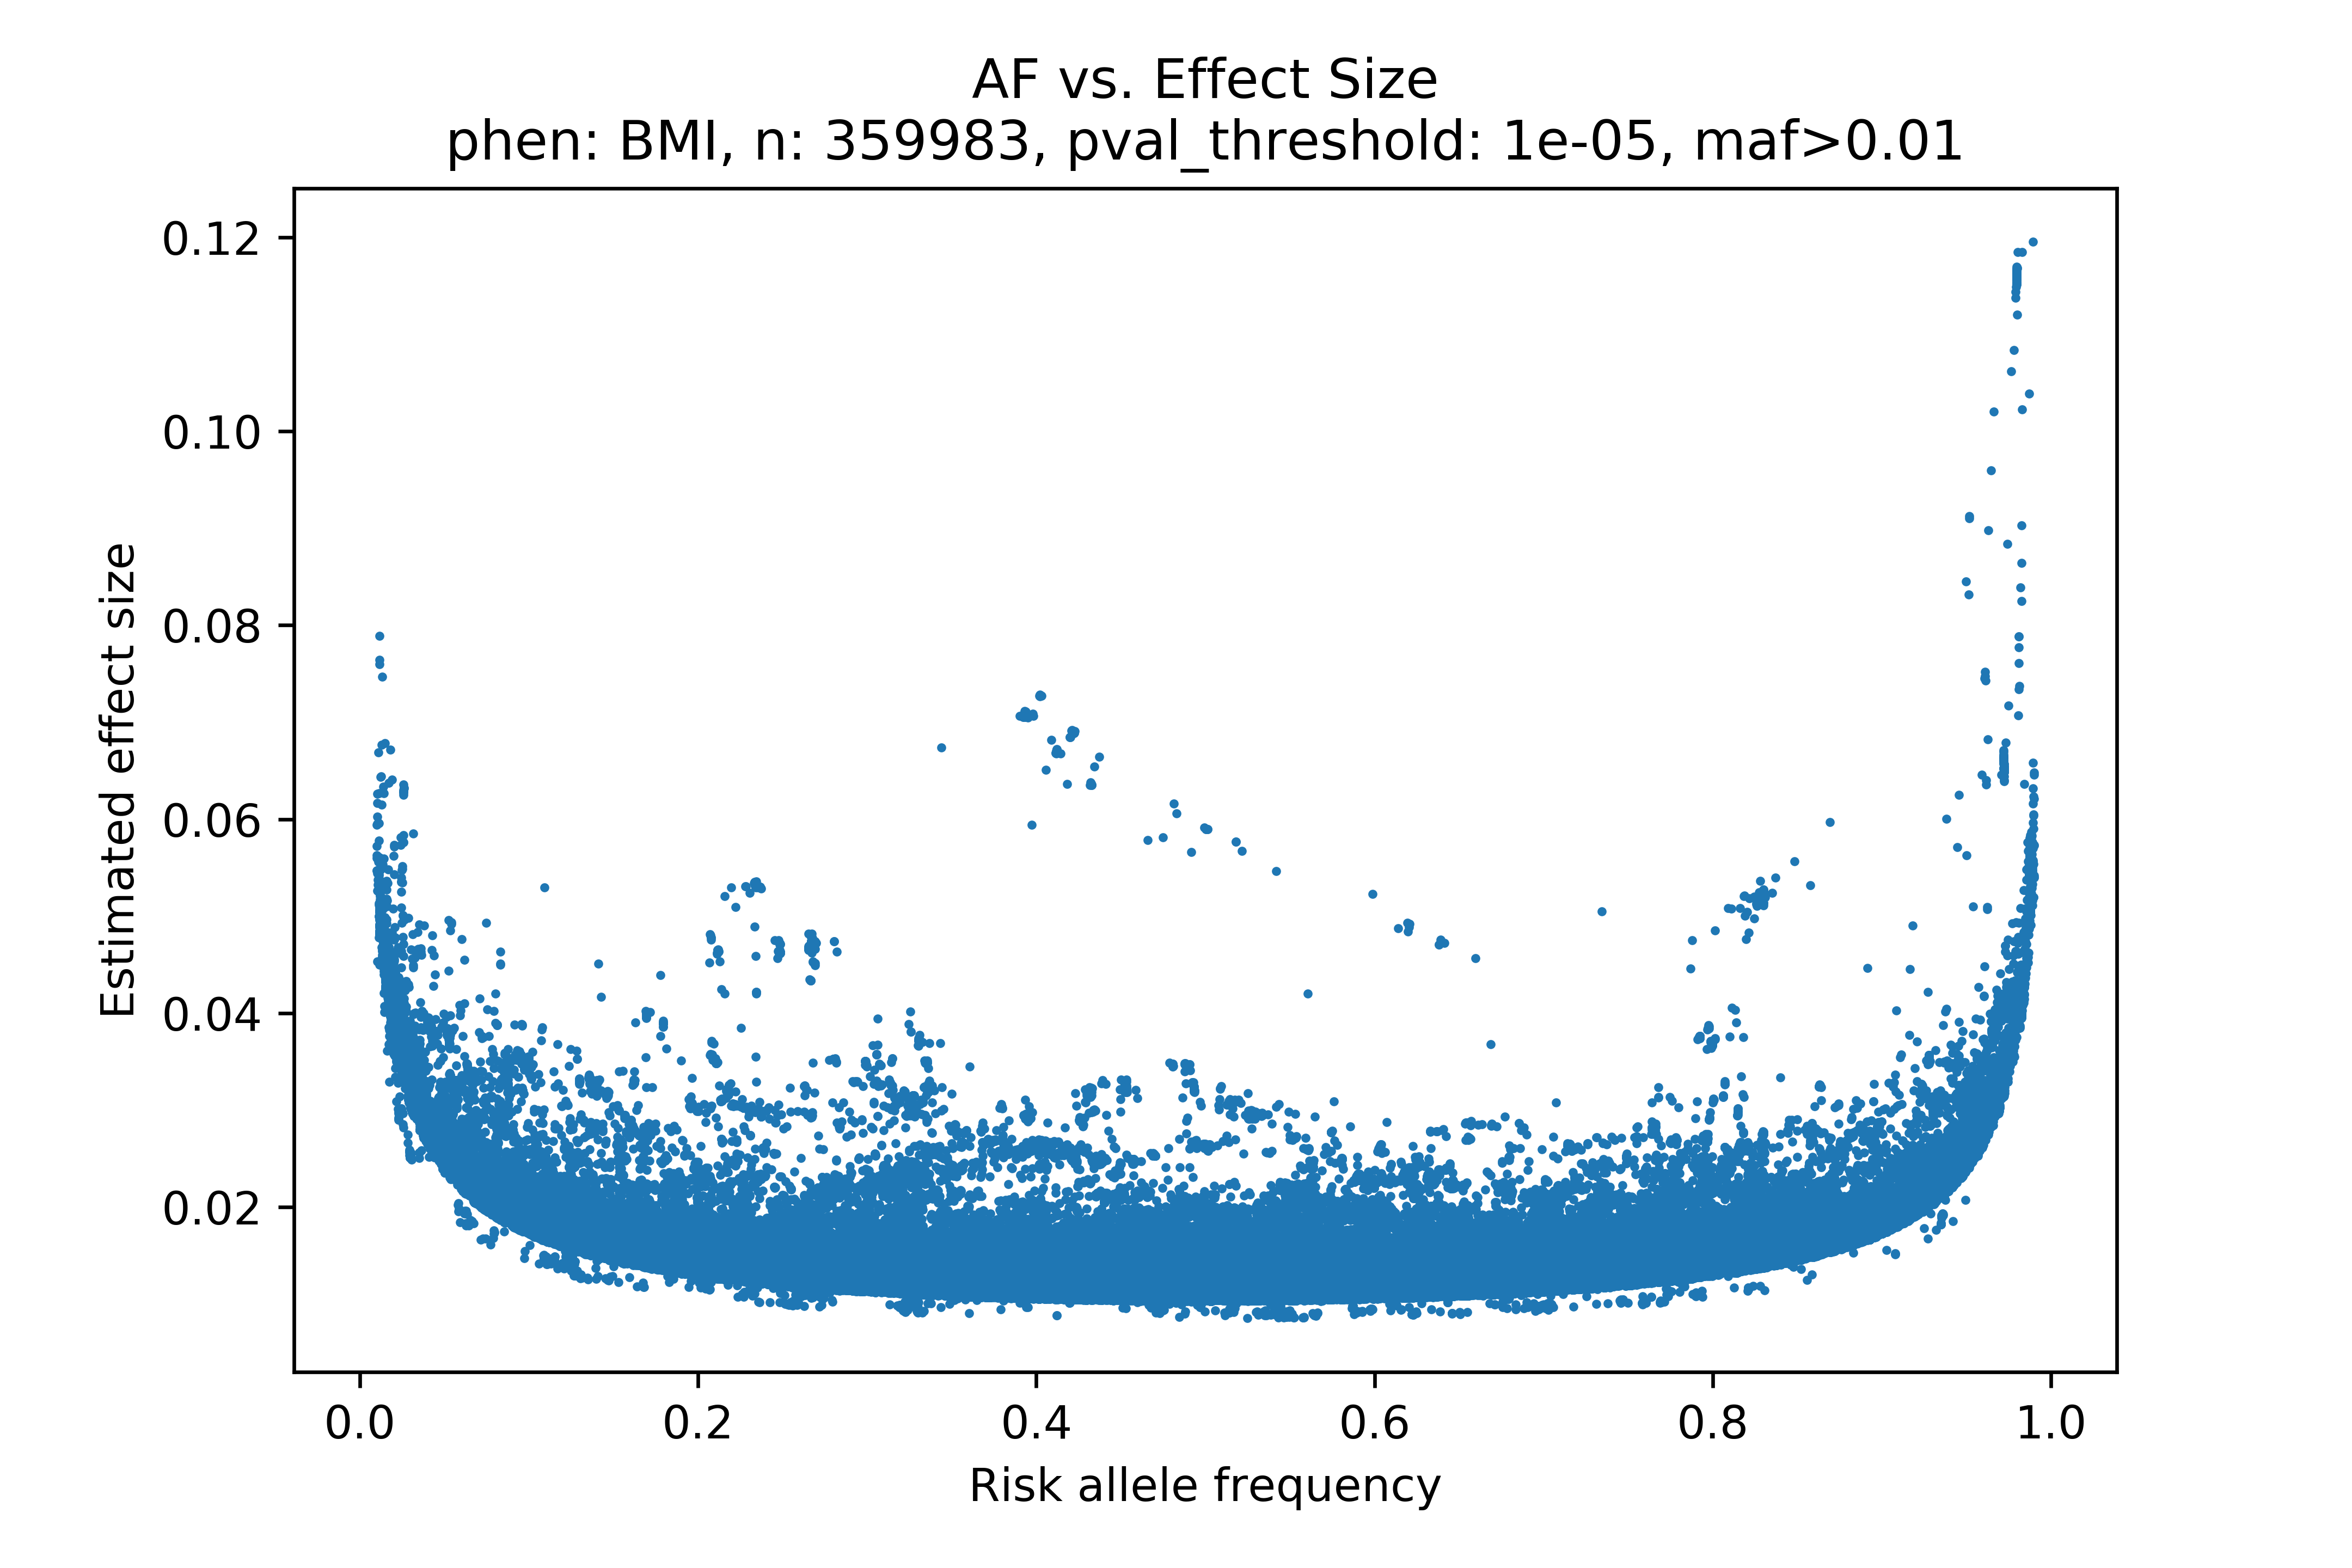 AF vs. Effect Size
phen: BMI, n: 359983, pval_threshold: 1e-05, maf>0.01
Estimated effect size
0.12
0.10
0.08
0.06
0.04
0.02
0.0 0.2 0.4 0.6 0.8 1.0
Risk allele frequency